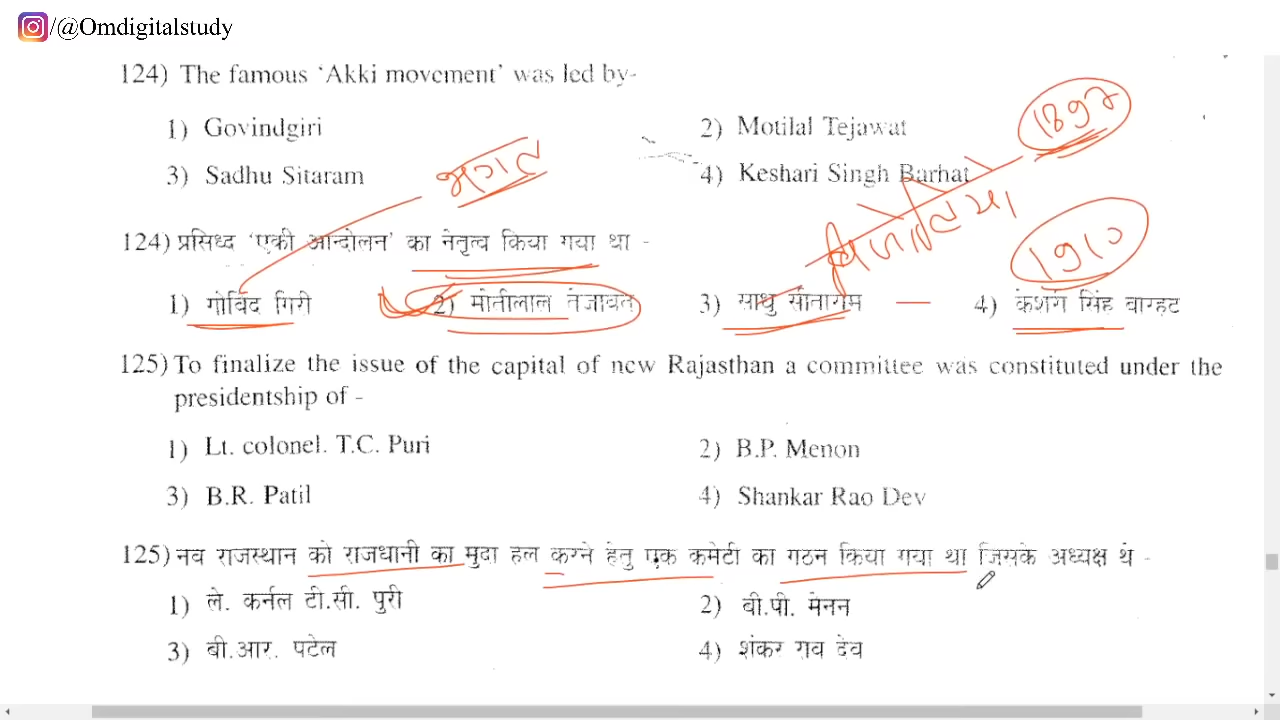 /@Omdigitalstudy
124) The famous 'Akki movement' was led by-
1) Govindgiri
2) Motilal Tejawat
3) Sadhu Sitaram
4) Keshari Singh Barhat
1897
भगत
बिजोलिया
1910
124) प्रसिध्द 'एकी आन्दोलन' का नेतृत्व किया गया था -
1) गोविंद गिरी
2) मोतीलाल तेजावत
3) साधु सीताराम
4) केशरी सिंह बारहट
125) To finalize the issue of the capital of new Rajasthan a committee was constituted under the
presidentship of -
1) Lt. colonel. T.C. Puri
2) B.P. Menon
3) B.R. Patil
4) Shankar Rao Dev
125) नव राजस्थान को राजधानी का मुदा हल करने हेतु एक कमेटी का गठन किया गया था जिसके अध्यक्ष थे -
1) ले. कर्नल टी.सी. पुरी
2) बी.पी. मेनन
3) बी.आर. पटेल
4) शंकर राव देव